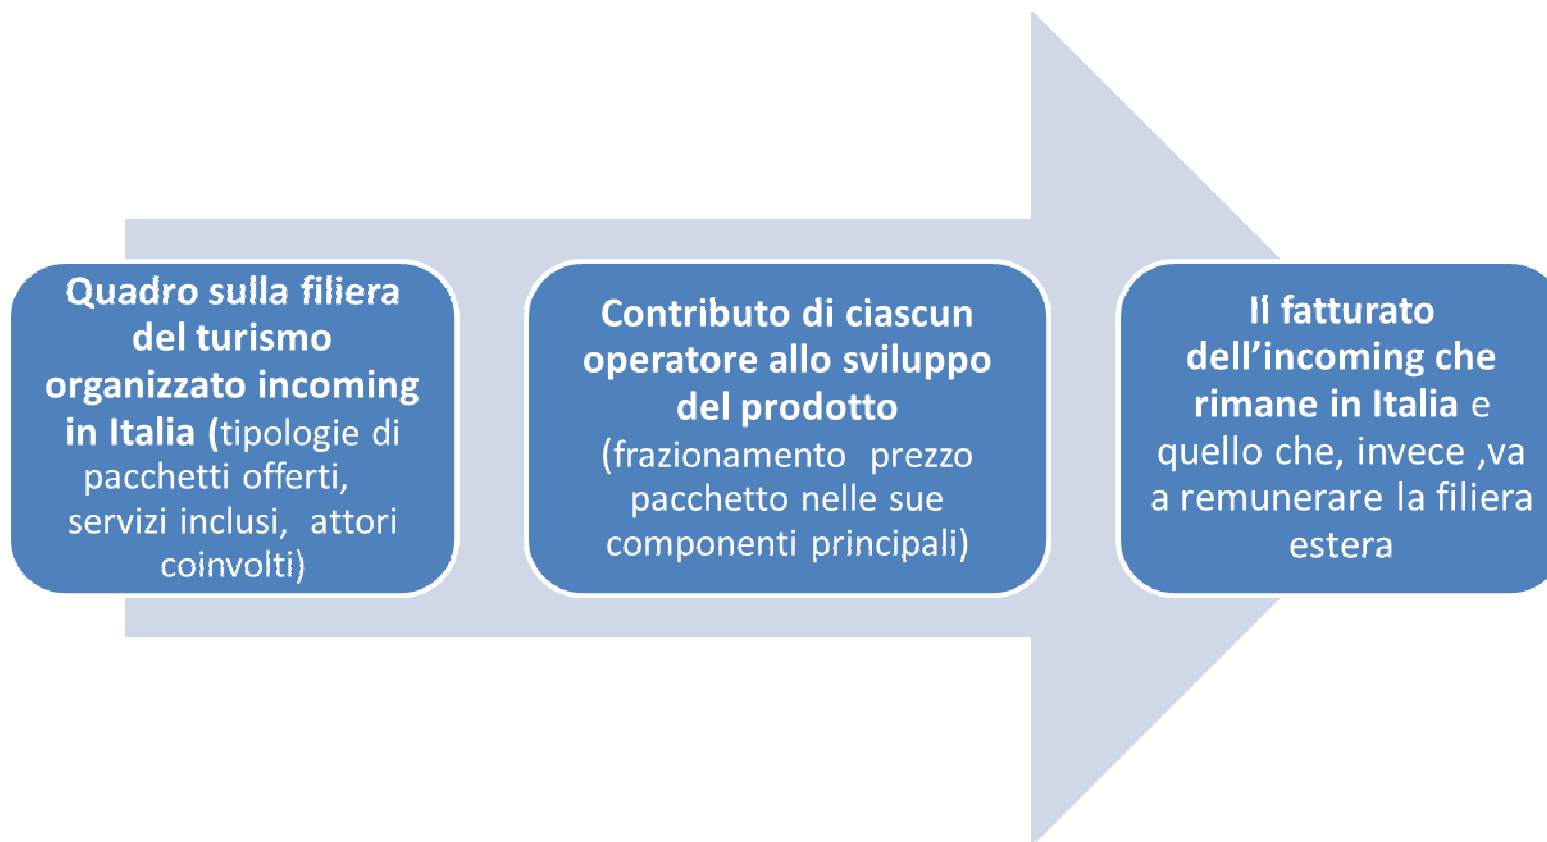 Quadro sulla filiera
del turismo
organizzato incoming
in Italia (tipologie di
pacchetti offerti,
servizi inclusi, attori
coinvolti)
Contributo di ciascun
operatore allo sviluppo
del prodotto
(frazionamento prezzo
pacchetto nelle sue
componenti principali)
Il fatturato
dell’incoming che
rimane in Italia e
quello che, invece ,va
a remunerare la filiera
estera